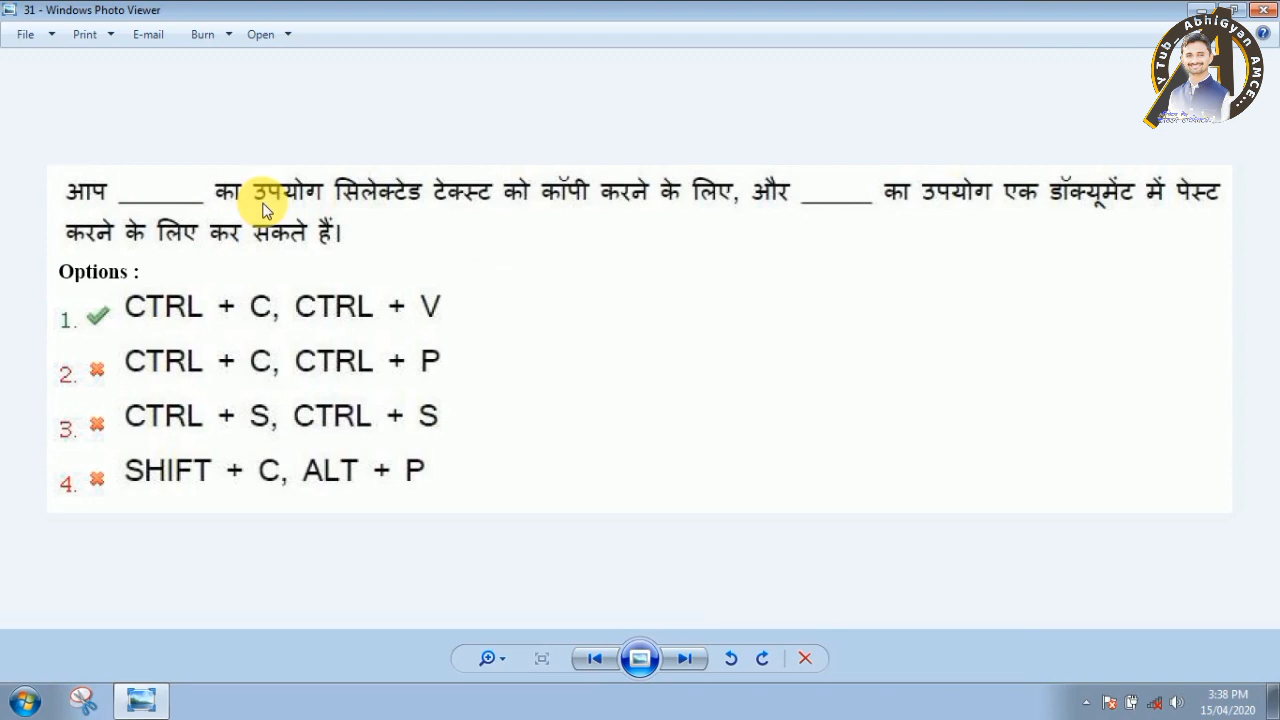 31 - Windows Photo Viewer
File Print E-mail Burn Open
Y Tub_ AbhiGyan AMCE...
आप _______ का उपयोग सिलेक्टेड टेक्स्ट को कॉपी करने के लिए, और ______ का उपयोग एक डॉक्यूमेंट में पेस्ट
करने के लिए कर सकते हैं।
Options :
1. CTRL + C, CTRL + V
2. CTRL + C, CTRL + P
3. CTRL + S, CTRL + S
4. SHIFT + C, ALT + P
3:38 PM
15/04/2020